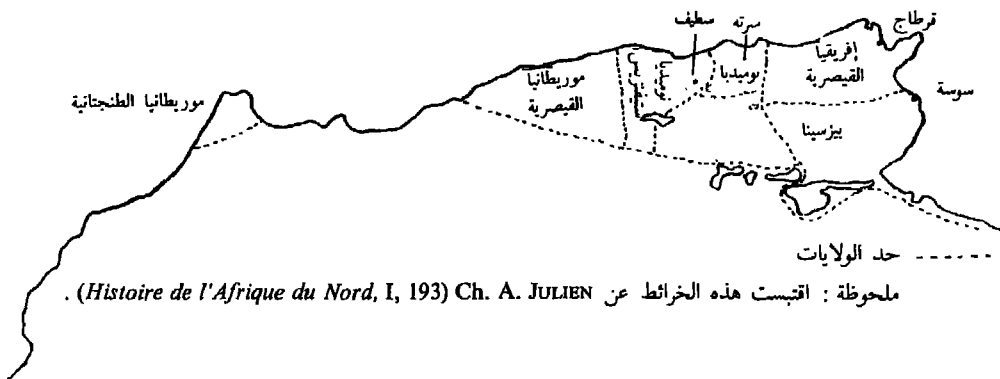 قرطاج
سطيف
سرته
إفريقيا
القيصرية
نوميديا
نوميديا
موريطانيا
القيصرية
سوسة
موريطانيا الطنجتانية
بيزسينا
حد الولايات
ملحوظة : اقتبست هذه الخرائط عن Ch. A. JULIEN (Histoire de l'Afrique du Nord, I, 193) .